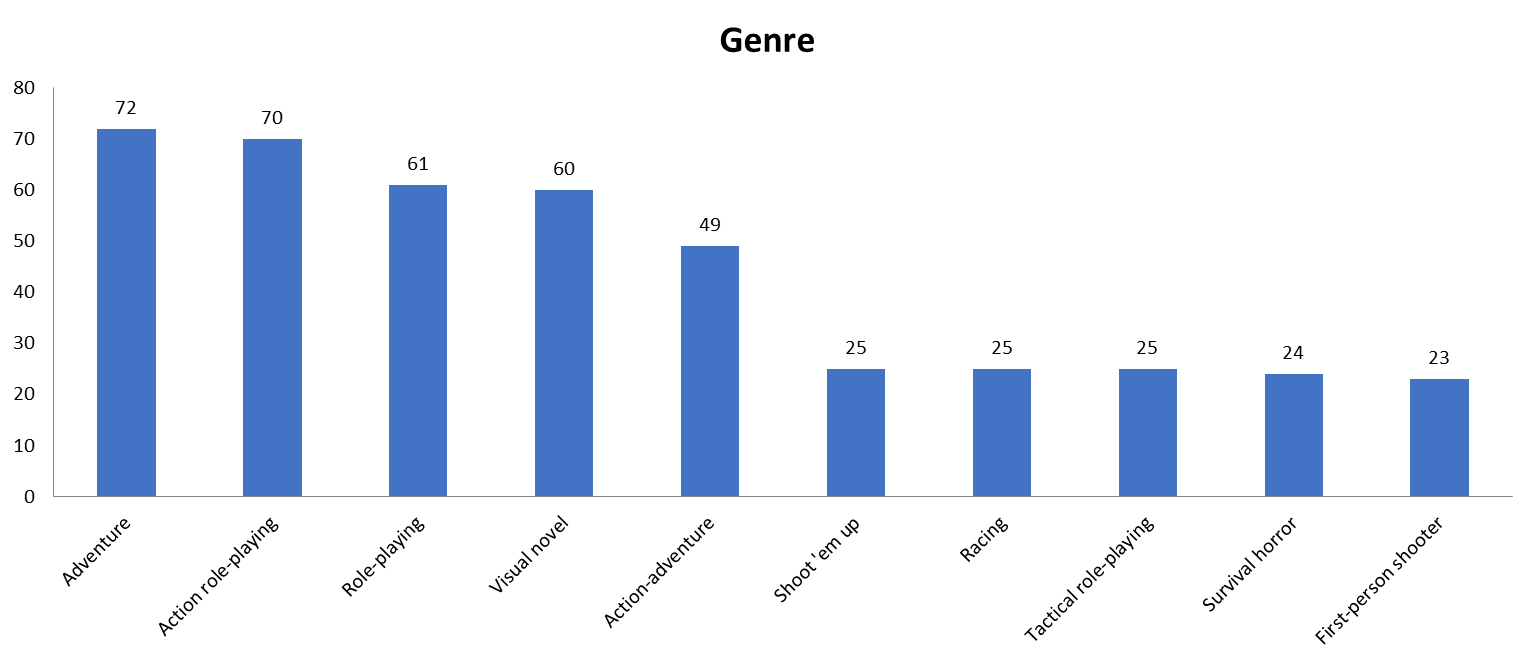 Genre
80
70
60
50
40
30
20
10
0
72
70
61
60
49
25
25
25
24
23
Adventure
Action role-playing
Role-playing
Visual novel
Action-adventure
Shoot 'em up
Racing
Tactical role-playing
Survival horror
First-person shooter